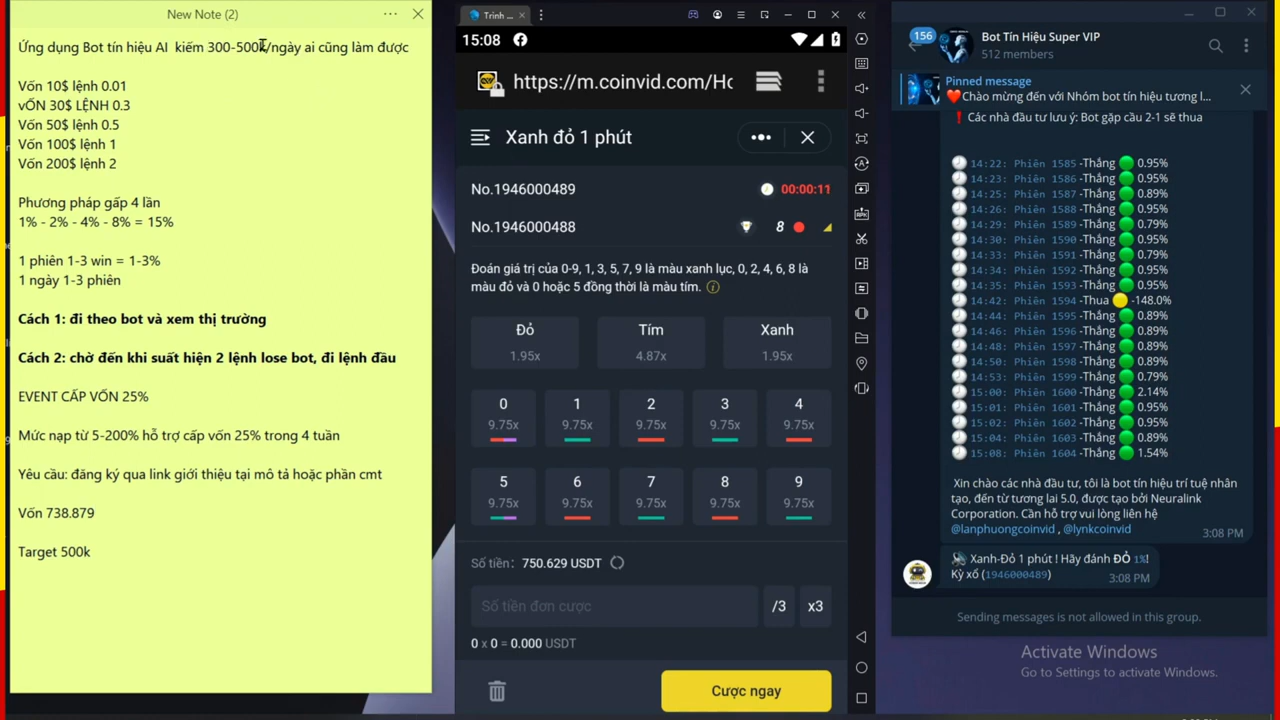 New Note (2)
Ứng dụng Bot tín hiệu AI kiếm 300-500k/ngày ai cũng làm được
Vốn 10$ lệnh 0.01
vỐN 30$ LỆNH 0.3
Vốn 50$ lệnh 0.5
Vốn 100$ lệnh 1
Vốn 200$ lệnh 2
Phương pháp gấp 4 lần
1% - 2% - 4% - 8% = 15%
1 phiên 1-3 win = 1-3%
1 ngày 1-3 phiên
Cách 1: đi theo bot và xem thị trường
Cách 2: chờ đến khi suất hiện 2 lệnh lose bot, đi lệnh đầu
EVENT CẤP VỐN 25%
Mức nạp từ 5-200% hỗ trợ cấp vốn 25% trong 4 tuần
Yêu cầu: đăng ký qua link giới thiệu tại mô tả hoặc phần cmt
Vốn 738.879
Target 500k
Trình ...
15:08
https://m.coinvid.com/Hc
Xanh đỏ 1 phút
No.1946000489 00:00:11
No.1946000488 8
Đoán giá trị của 0-9, 1, 3, 5, 7, 9 là màu xanh lục, 0, 2, 4, 6, 8 là
màu đỏ và 0 hoặc 5 đồng thời là màu tím.
Đỏ Tím Xanh
1.95x 4.87x 1.95x
0 1 2 3 4
9.75x 9.75x 9.75x 9.75x 9.75x
5 6 7 8 9
9.75x 9.75x 9.75x 9.75x 9.75x
Số tiền: 750.629 USDT
Số tiền đơn cược /3 x3
0 x 0 = 0.000 USDT
Cược ngay
156
Bot Tín Hiệu Super VIP
512 members
Pinned message
Chào mừng đến với Nhóm bot tín hiệu tương l...
Các nhà đầu tư lưu ý: Bot gặp cầu 2-1 sẽ thua
14:22: Phiên 1585 -Thắng 0.95%
14:23: Phiên 1586 -Thắng 0.95%
14:25: Phiên 1587 -Thắng 0.89%
14:26: Phiên 1588 -Thắng 0.95%
14:29: Phiên 1589 -Thắng 0.79%
14:30: Phiên 1590 -Thắng 0.95%
14:33: Phiên 1591 -Thắng 0.79%
14:34: Phiên 1592 -Thắng 0.95%
14:35: Phiên 1593 -Thắng 0.95%
14:42: Phiên 1594 -Thua -148.0%
14:44: Phiên 1595 -Thắng 0.89%
14:46: Phiên 1596 -Thắng 0.89%
14:48: Phiên 1597 -Thắng 0.89%
14:50: Phiên 1598 -Thắng 0.89%
14:53: Phiên 1599 -Thắng 0.79%
15:00: Phiên 1600 -Thắng 2.14%
15:01: Phiên 1601 -Thắng 0.95%
15:02: Phiên 1602 -Thắng 0.95%
15:04: Phiên 1603 -Thắng 0.89%
15:08: Phiên 1604 -Thắng 1.54%
Xin chào các nhà đầu tư, tôi là bot tín hiệu trí tuệ nhân
tạo, đến từ tương lai 5.0, được tạo bởi Neuralink
Corporation. Cần hỗ trợ vui lòng liên hệ
@lanphuongcoinvid , @lynkcoinvid 3:08 PM
Xanh-Đỏ 1 phút ! Hãy đánh ĐỎ 1%!
Kỳ xổ (1946000489) 3:08 PM
Sending messages is not allowed in this group.
Activate Windows
Go to Settings to activate Windows.